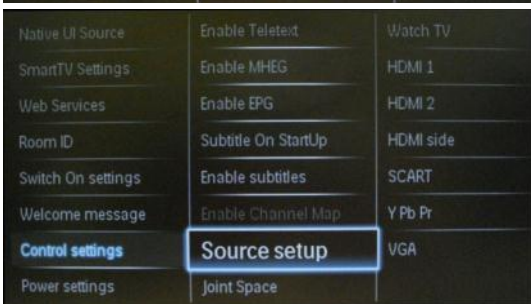 Native UI Source
SmartTV Settings
Web Services
Room ID
Switch On settings
Welcome message
Control settings
Power settings
Enable Teletext
Enable MHEG
Enable EPG
Subtitle On StartUp
Enable subtitles
Enable Channel Map
Source setup
Joint Space
Watch TV
HDMI 1
HDMI 2
HDMI side
SCART
Y Pb Pr
VGA